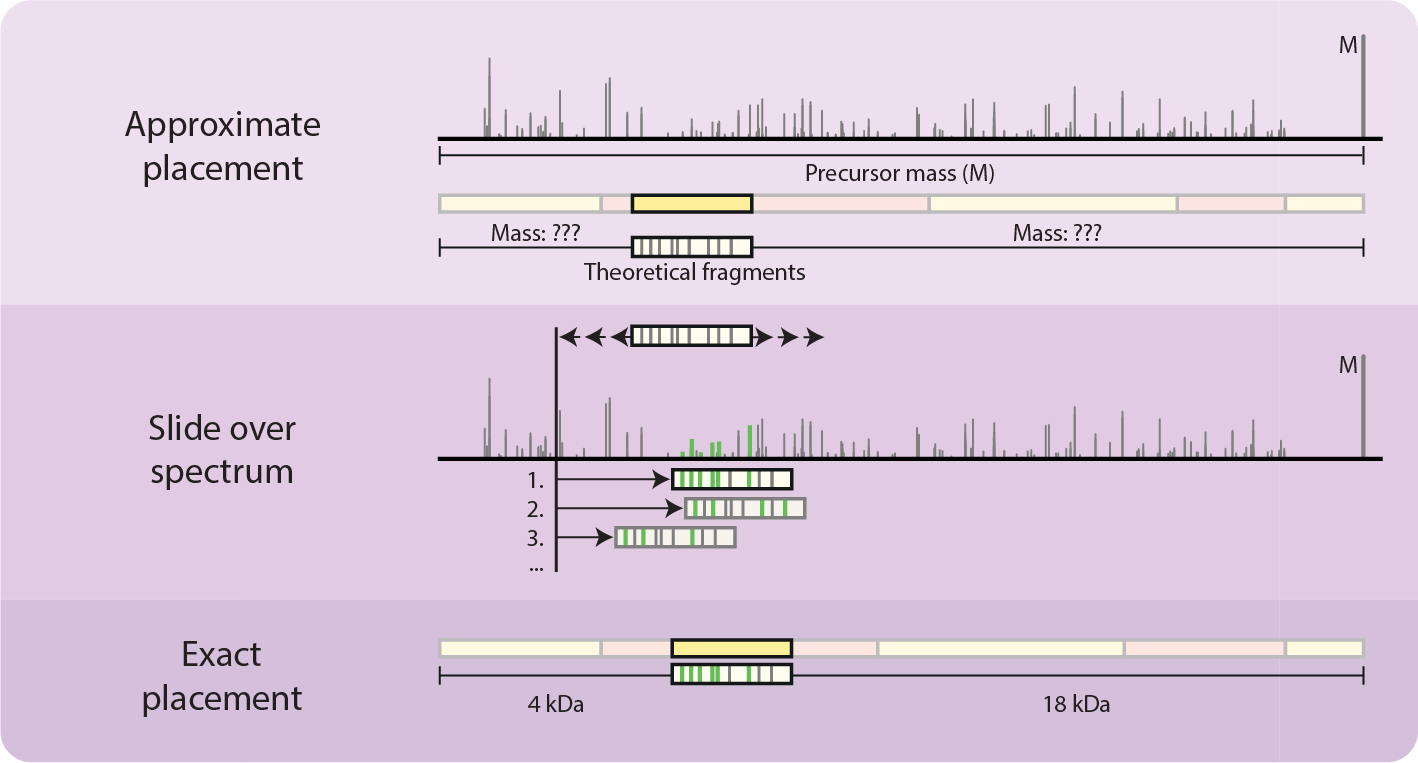 Approximate
placement
M
Precursor mass (M)
Mass: ???
Mass: ???
Theoretical fragments
Slide over
spectrum
M
1.
2.
3.
...
Exact
placement
4 kDa
18 kDa